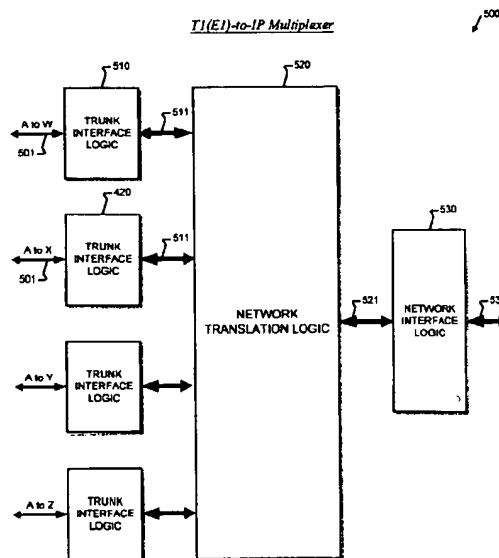 T1(E1)-to-IP Multiplexer
500
510
520
A to W
501
TRUNK
INTERFACE
LOGIC
511
420
A to X
501
TRUNK
INTERFACE
LOGIC
511
NETWORK
TRANSLATION LOGIC
521
530
NETWORK
INTERFACE
LOGIC
A to Y
TRUNK
INTERFACE
LOGIC
A to Z
TRUNK
INTERFACE
LOGIC